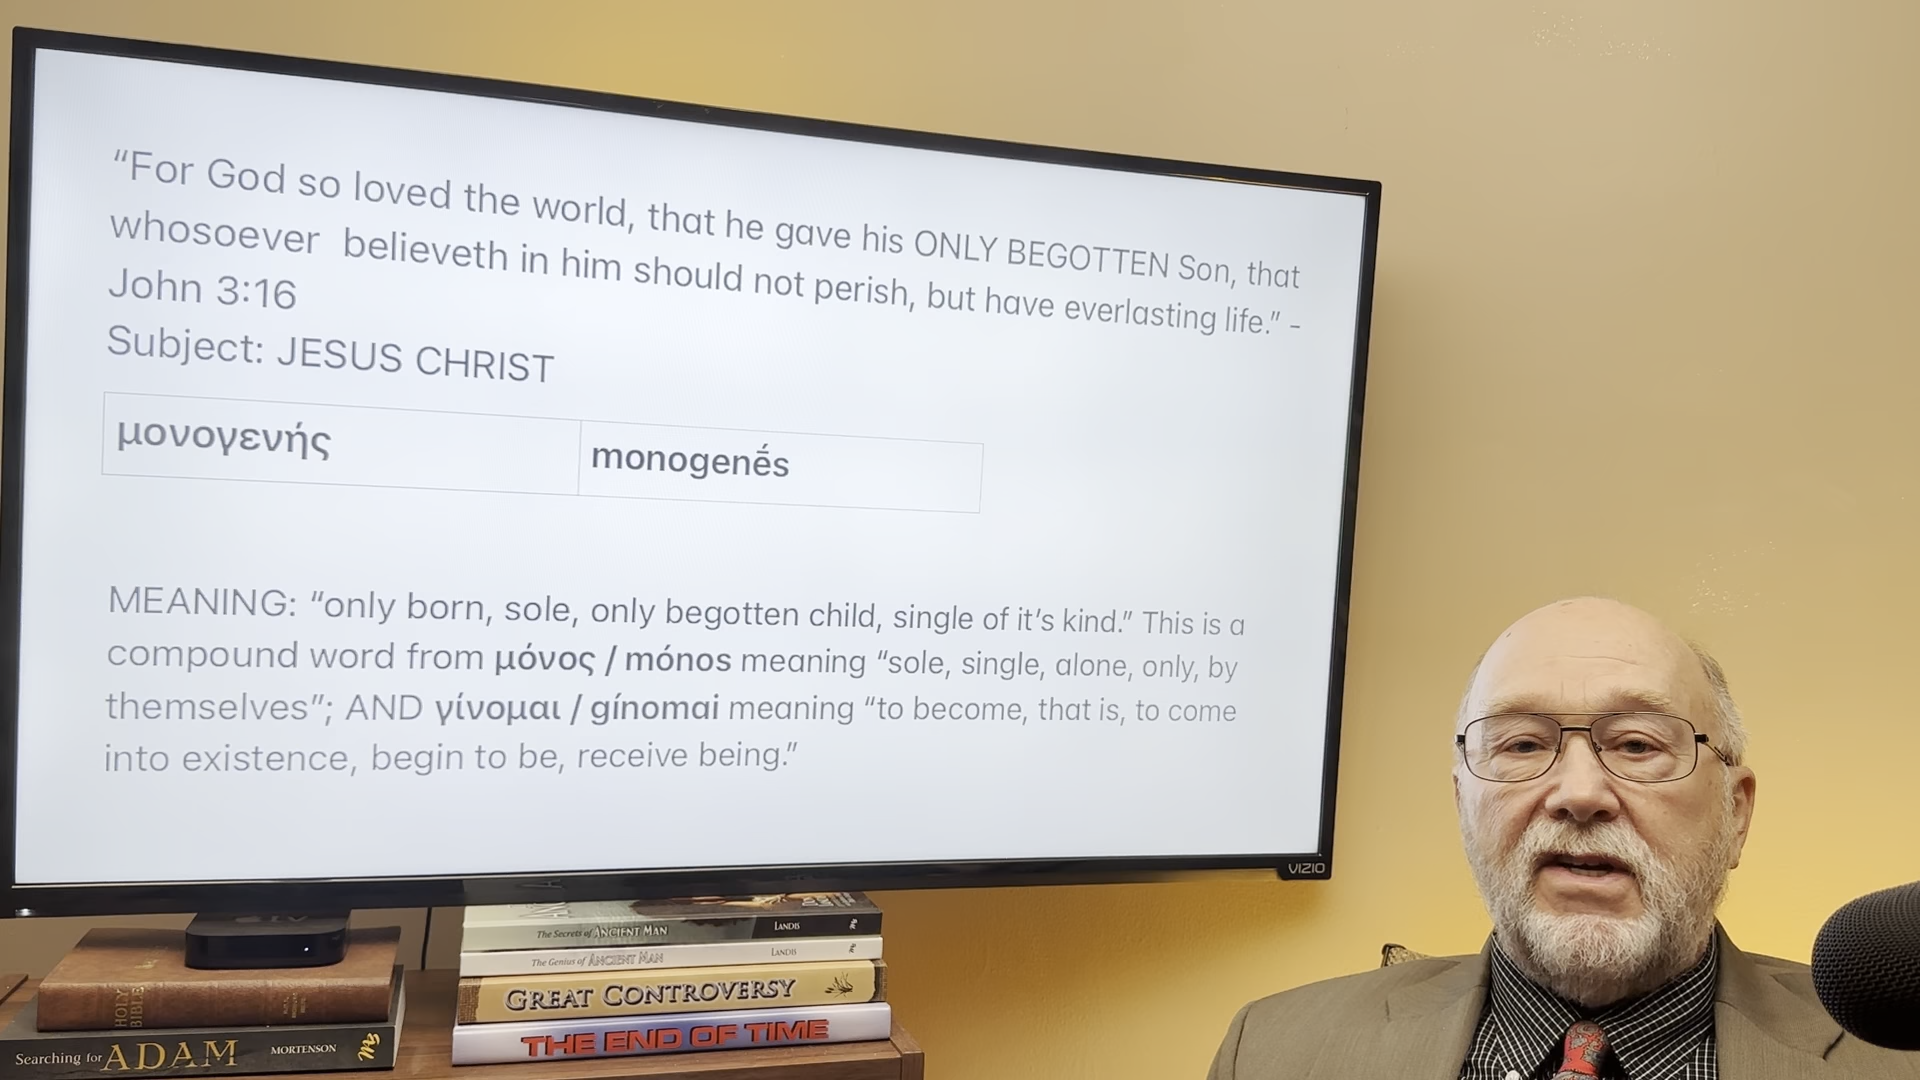 “For God so loved the world, that he gave his ONLY BEGOTTEN Son, that
whosoever believeth in him should not perish, but have everlasting life.” -
John 3:16
Subject: JESUS CHRIST
μονογενής
monogenḗs
MEANING: “only born, sole, only begotten child, single of it’s kind.” This is a
compound word from μόνος / mónos meaning “sole, single, alone, only, by
themselves”; AND γίνομαι / gínomai meaning “to become, that is, to come
into existence, begin to be, receive being.”
VIZIO
The Secrets of ANCIENT MAN LANDIS
The Genius of ANCIENT MAN LANDIS
GREAT CONTROVERSY
THE END OF TIME
HOLY
BIBLE
Searching for ADAM MORTENSON